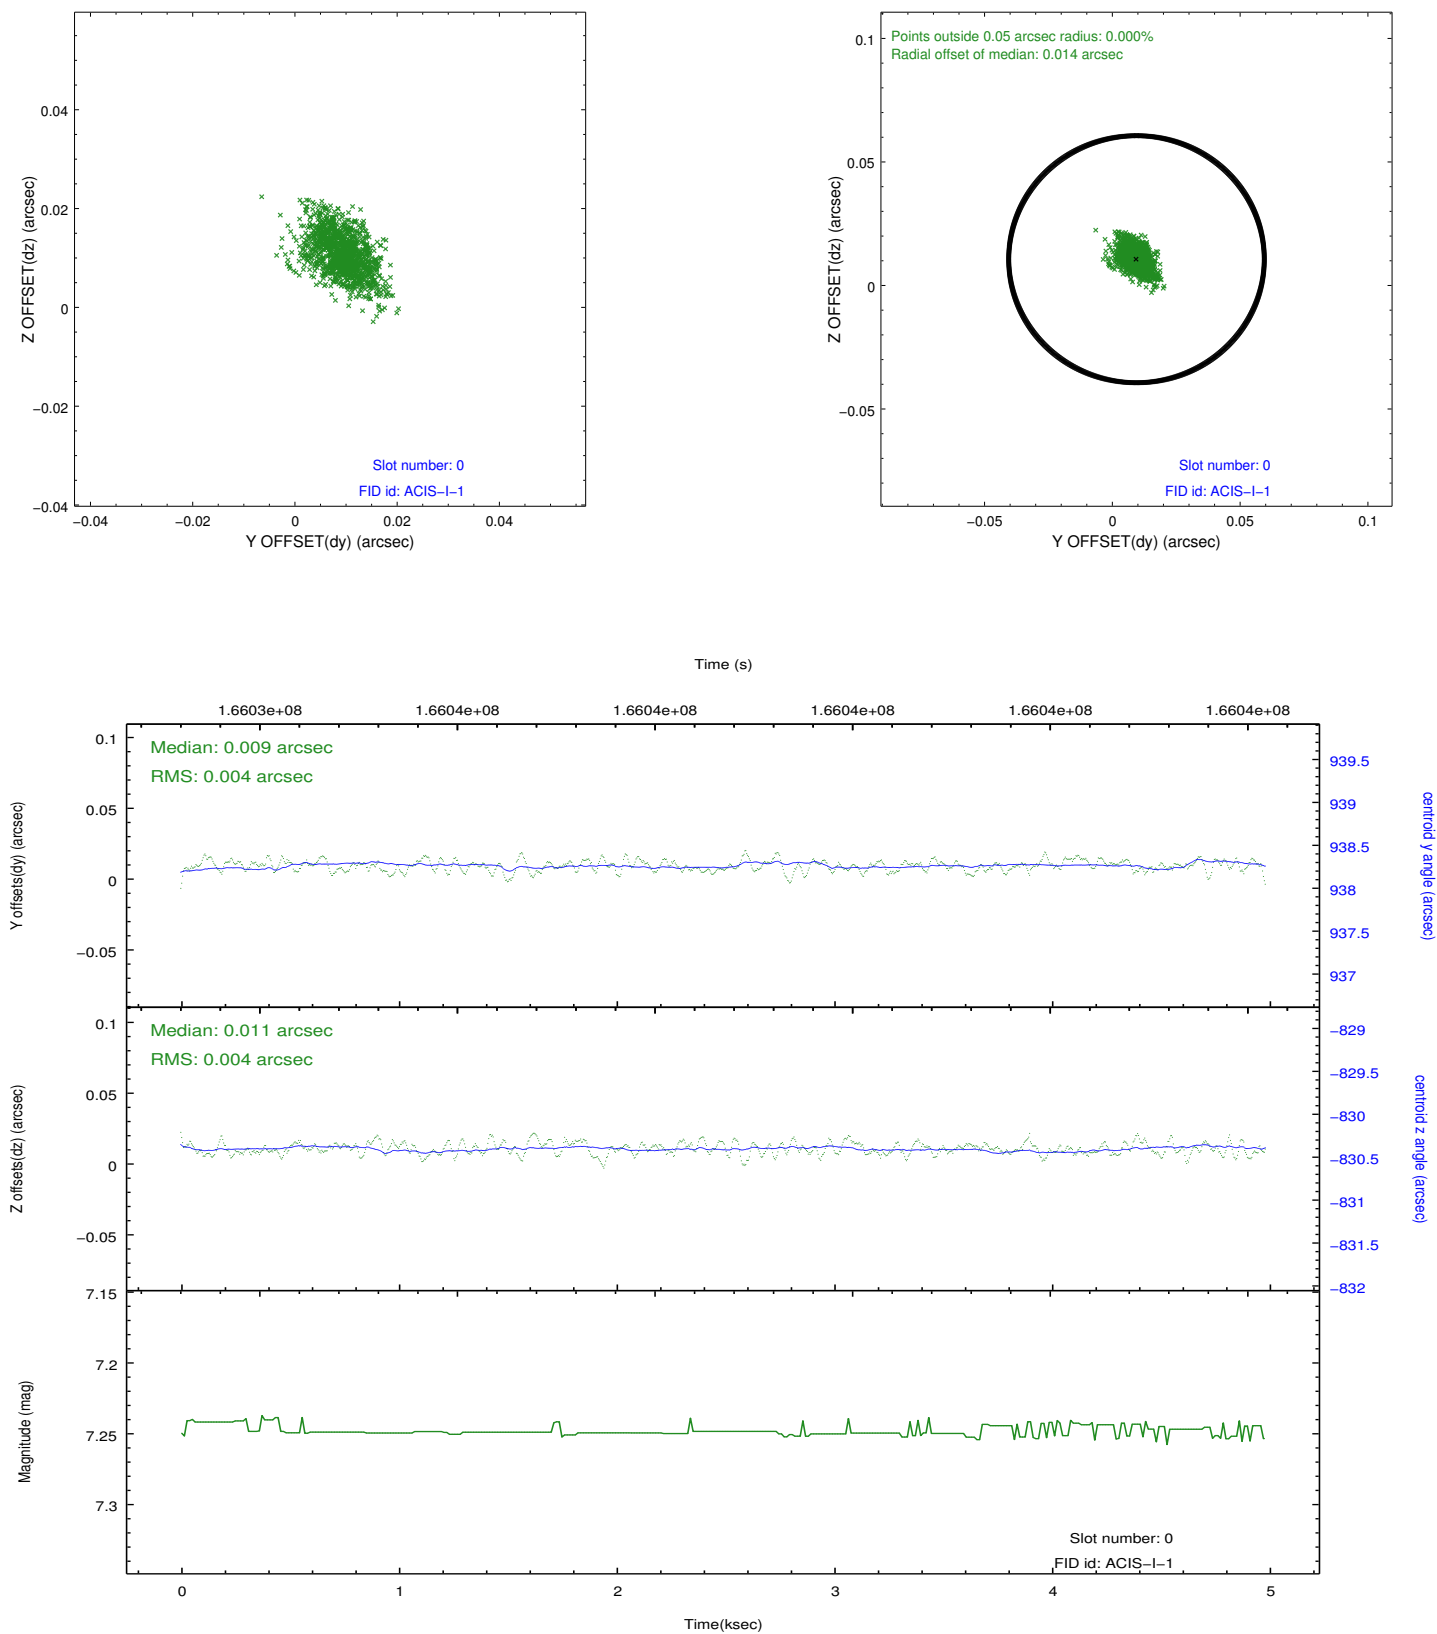 0.04
0.02
0
−0.02
−0.04
Z OFFSET(dz) (arcsec)
−0.04
−0.02
0
0.02
0.04
Y OFFSET(dy) (arcsec)
Slot number: 0
FID id: ACIS−I−1
Points outside 0.05 arcsec radius: 0.000%
Radial offset of median: 0.014 arcsec
0.1
0.05
0
−0.05
Z OFFSET(dz) (arcsec)
−0.05
0
0.05
0.1
Y OFFSET(dy) (arcsec)
Slot number: 0
FID id: ACIS−I−1
Time (s)
1.6603e+08
1.6604e+08
1.6604e+08
1.6604e+08
1.6604e+08
1.6604e+08
Median: 0.009 arcsec
RMS: 0.004 arcsec
0.1
0.05
0
−0.05
Y offsets(dy) (arcsec)
939.5
939
938.5
938
937.5
937
centroid y angle (arcsec)
Median: 0.011 arcsec
RMS: 0.004 arcsec
0.1
0.05
0
−0.05
Z offsets(dz) (arcsec)
−829
−829.5
−830
−830.5
−831
−831.5
−832
centroid z angle (arcsec)
7.15
7.2
7.25
7.3
Magnitude (mag)
Slot number: 0
FID id: ACIS−I−1
0
1
2
3
4
5
Time(ksec)